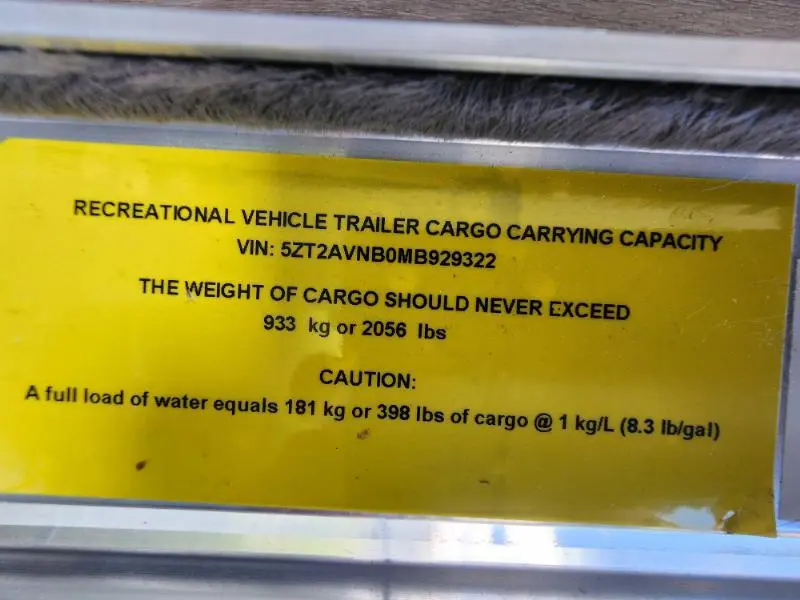 RECREATIONAL VEHICLE TRAILER CARGO CARRYING CAPACITY
VIN: 5ZT2AVNB0MB929322
THE WEIGHT OF CARGO SHOULD NEVER EXCEED
933 kg or 2056 lbs
CAUTION:
A full load of water equals 181 kg or 398 lbs of cargo @ 1 kg/L (8.3 lb/gal)